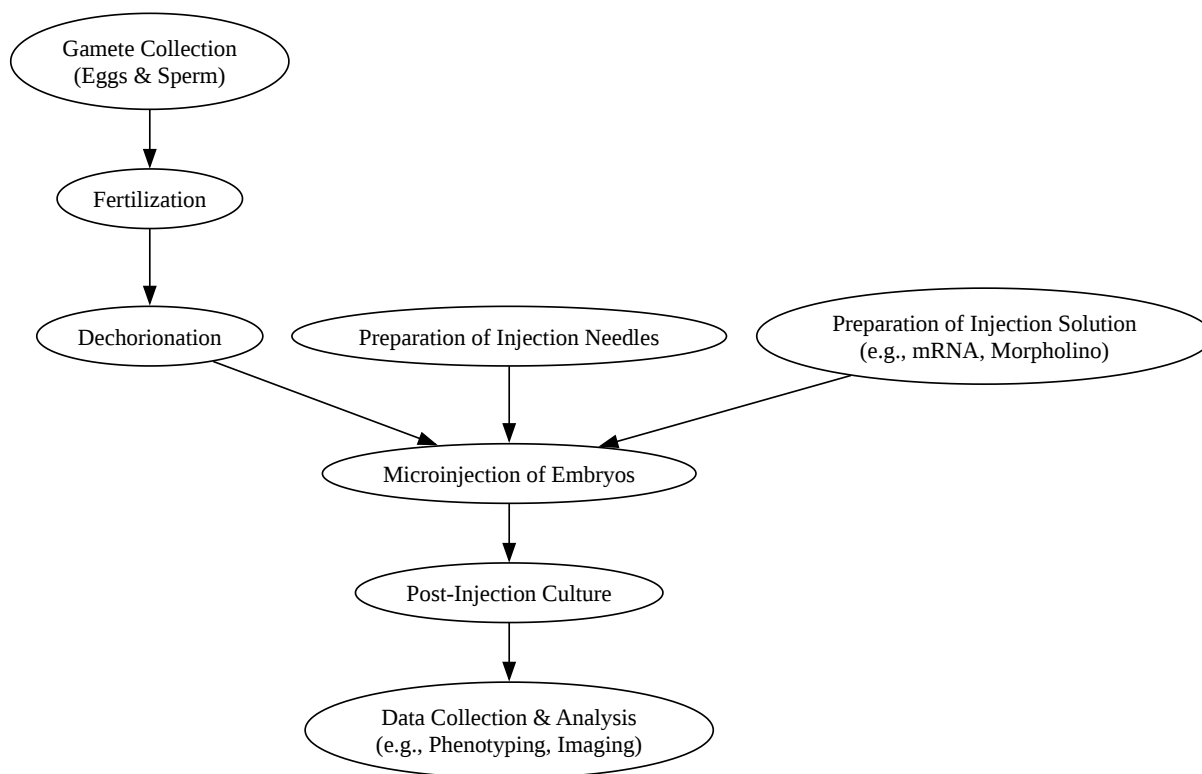 Gamete Collection
(Eggs & Sperm)
Fertilization
Dechorionation
Preparation of Injection Needles
Preparation of Injection Solution
(e.g., mRNA, Morpholino)
Microinjection of Embryos
Post-Injection Culture
Data Collection & Analysis
(e.g., Phenotyping, Imaging)